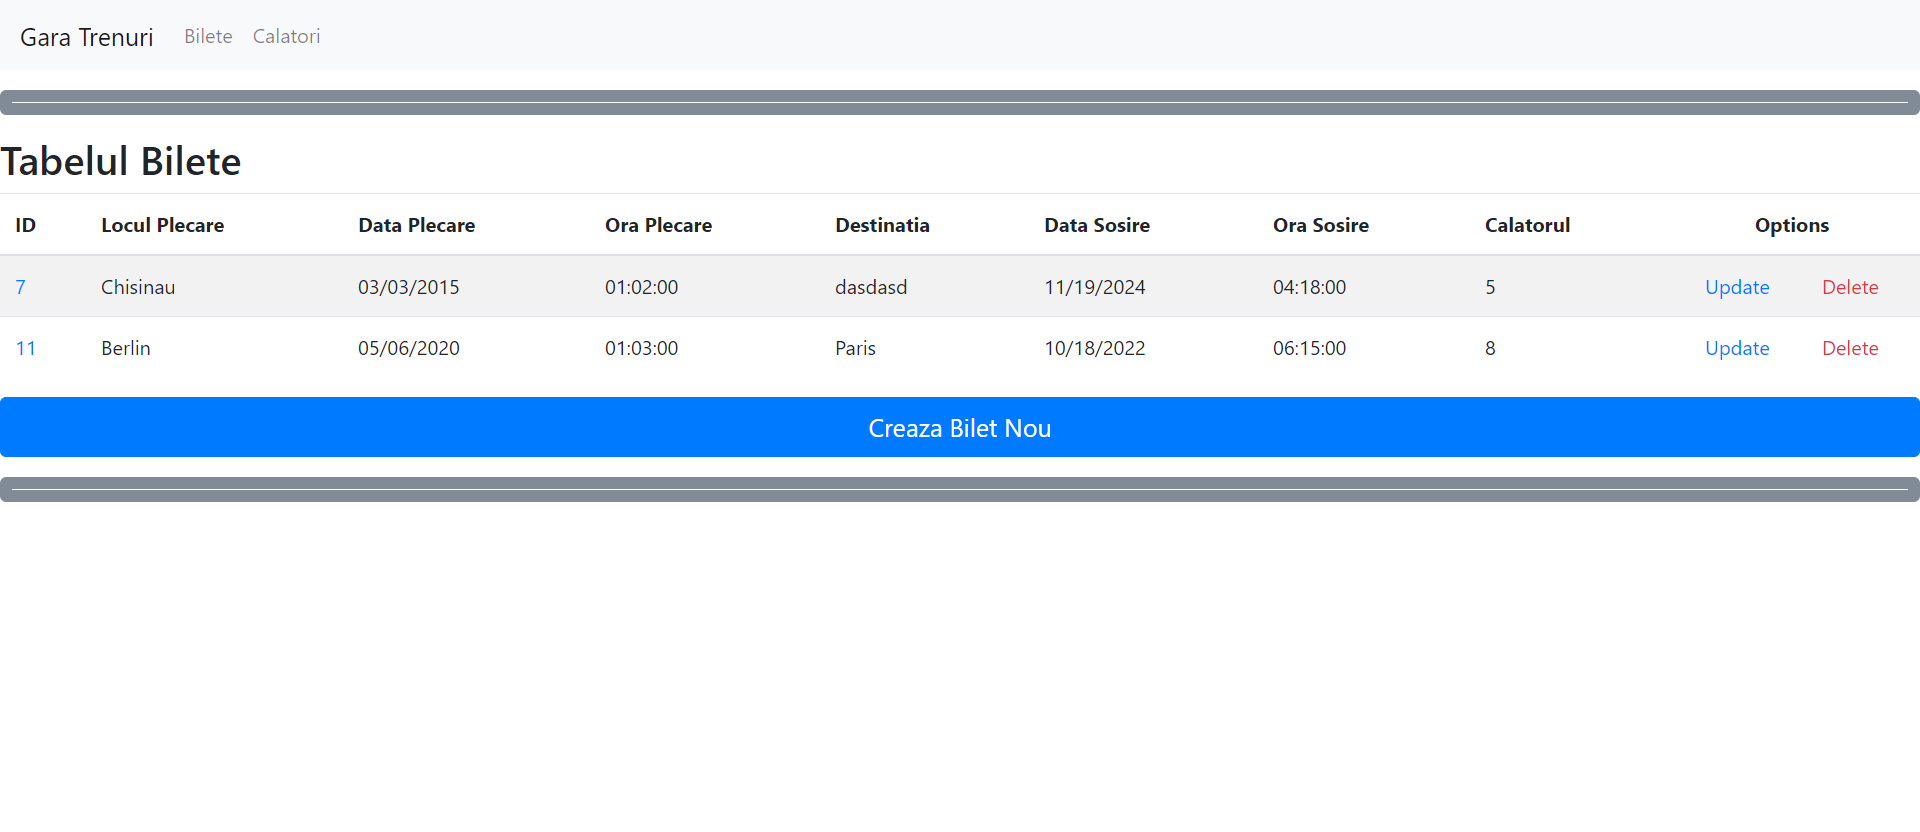 Gara Trenuri Bilete Calatori
Tabelul Bilete
ID Locul Plecare Data Plecare Ora Plecare Destinatia Data Sosire Ora Sosire Calatorul Options
7 Chisinau 03/03/2015 01:02:00 dasdasd 11/19/2024 04:18:00 5 Update Delete
11 Berlin 05/06/2020 01:03:00 Paris 10/18/2022 06:15:00 8 Update Delete
Creaza Bilet Nou